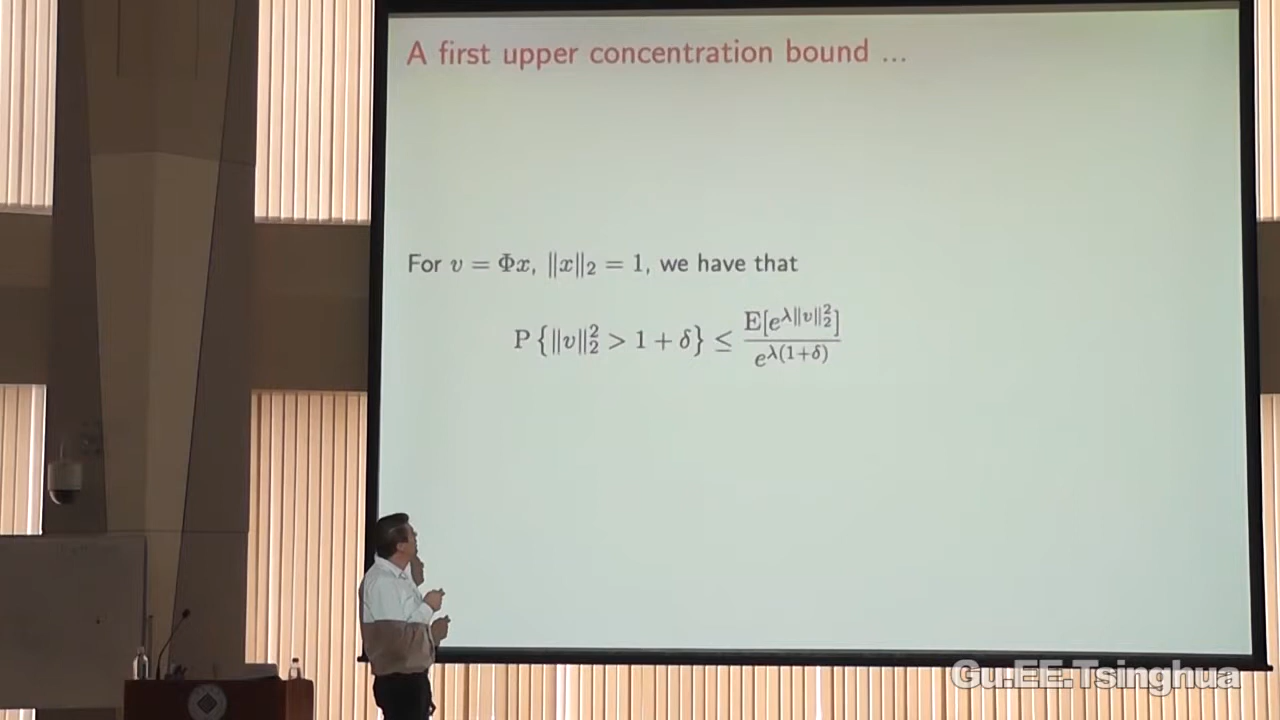 A first upper concentration bound ...
For v = Φx, ‖x‖₂ = 1, we have that
P {‖v‖₂² > 1 + δ} ≤ E[e^{λ‖v‖₂²}] / e^{λ(1+δ)}
Gu.EE.Tsinghua